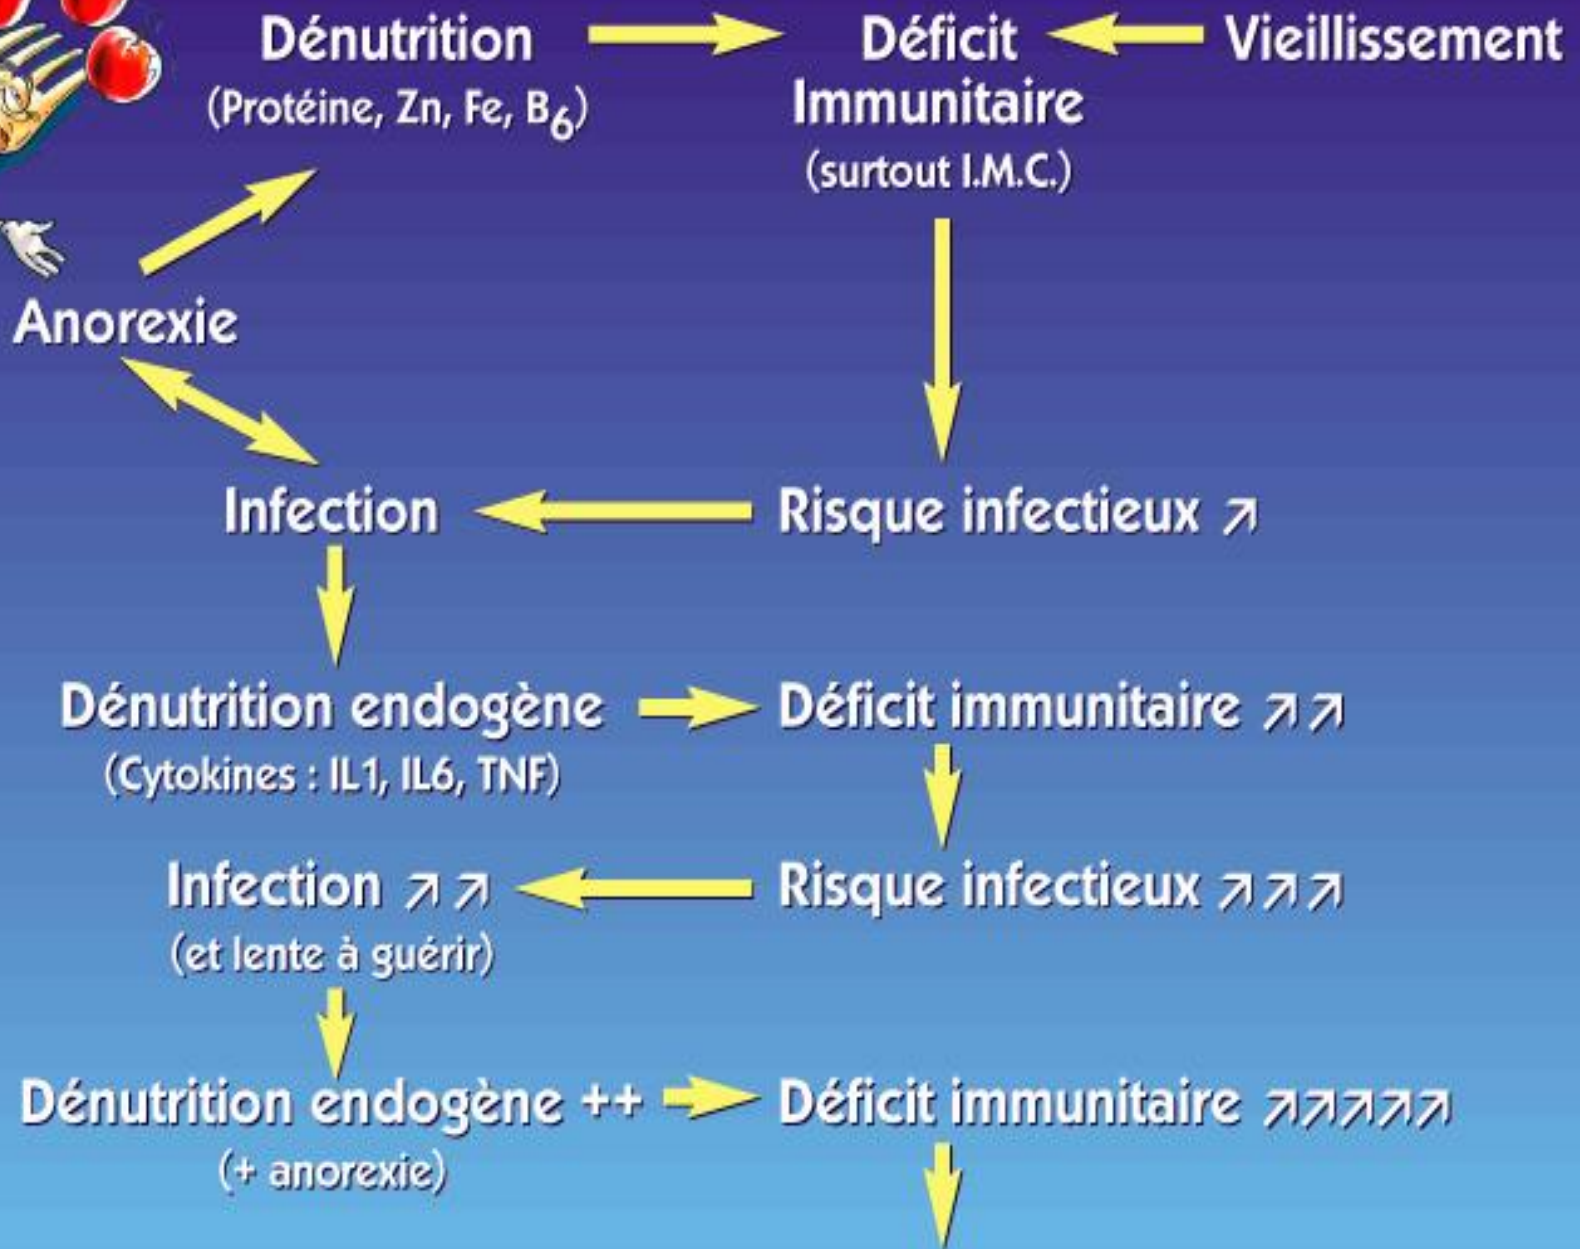 Dénutrition
(Protéine, Zn, Fe, B6)
Déficit
Immunitaire
(surtout I.M.C.)
Vieillissement
Anorexie
Infection
Risque infectieux ↗
Dénutrition endogène
(Cytokines : IL1, IL6, TNF)
Déficit immunitaire ↗↗
Infection ↗↗
(et lente à guérir)
Risque infectieux ↗↗↗
Dénutrition endogène ++
(+ anorexie)
Déficit immunitaire ↗↗↗↗↗